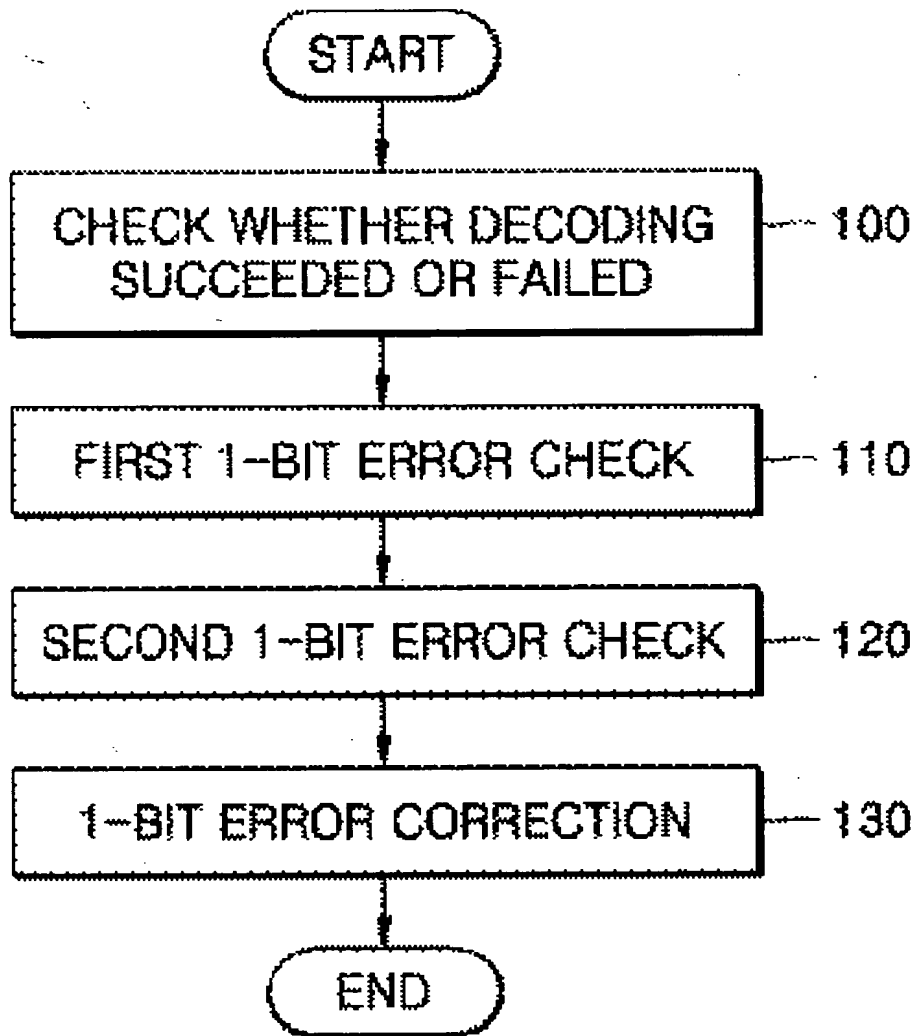 START
CHECK WHETHER DECODING
SUCCEEDED OR FAILED
100
FIRST 1-BIT ERROR CHECK
110
SECOND 1-BIT ERROR CHECK
120
1-BIT ERROR CORRECTION
130
END